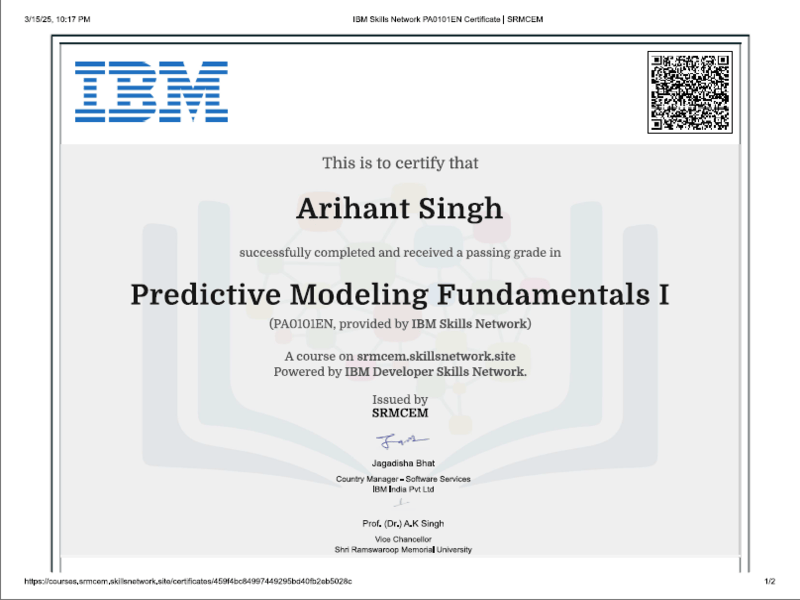 3/15/25, 10:17 PM
IBM Skills Network PA0101EN Certificate | SRMCEM
IBM
This is to certify that
Arihant Singh
successfully completed and received a passing grade in
Predictive Modeling Fundamentals I
(PA0101EN, provided by IBM Skills Network)
A course on srmcem.skillsnetwork.site
Powered by IBM Developer Skills Network.
Issued by
SRMCEM
Jagadisha Bhat
Country Manager - Software Services
IBM India Pvt Ltd
Prof. (Dr.) A.K Singh
Vice Chancellor
Shri Ramswaroop Memorial University
https://courses.srmcem.skillsnetwork.site/certificates/459f4bc84997449295bd40fb2eb5028c
1/2